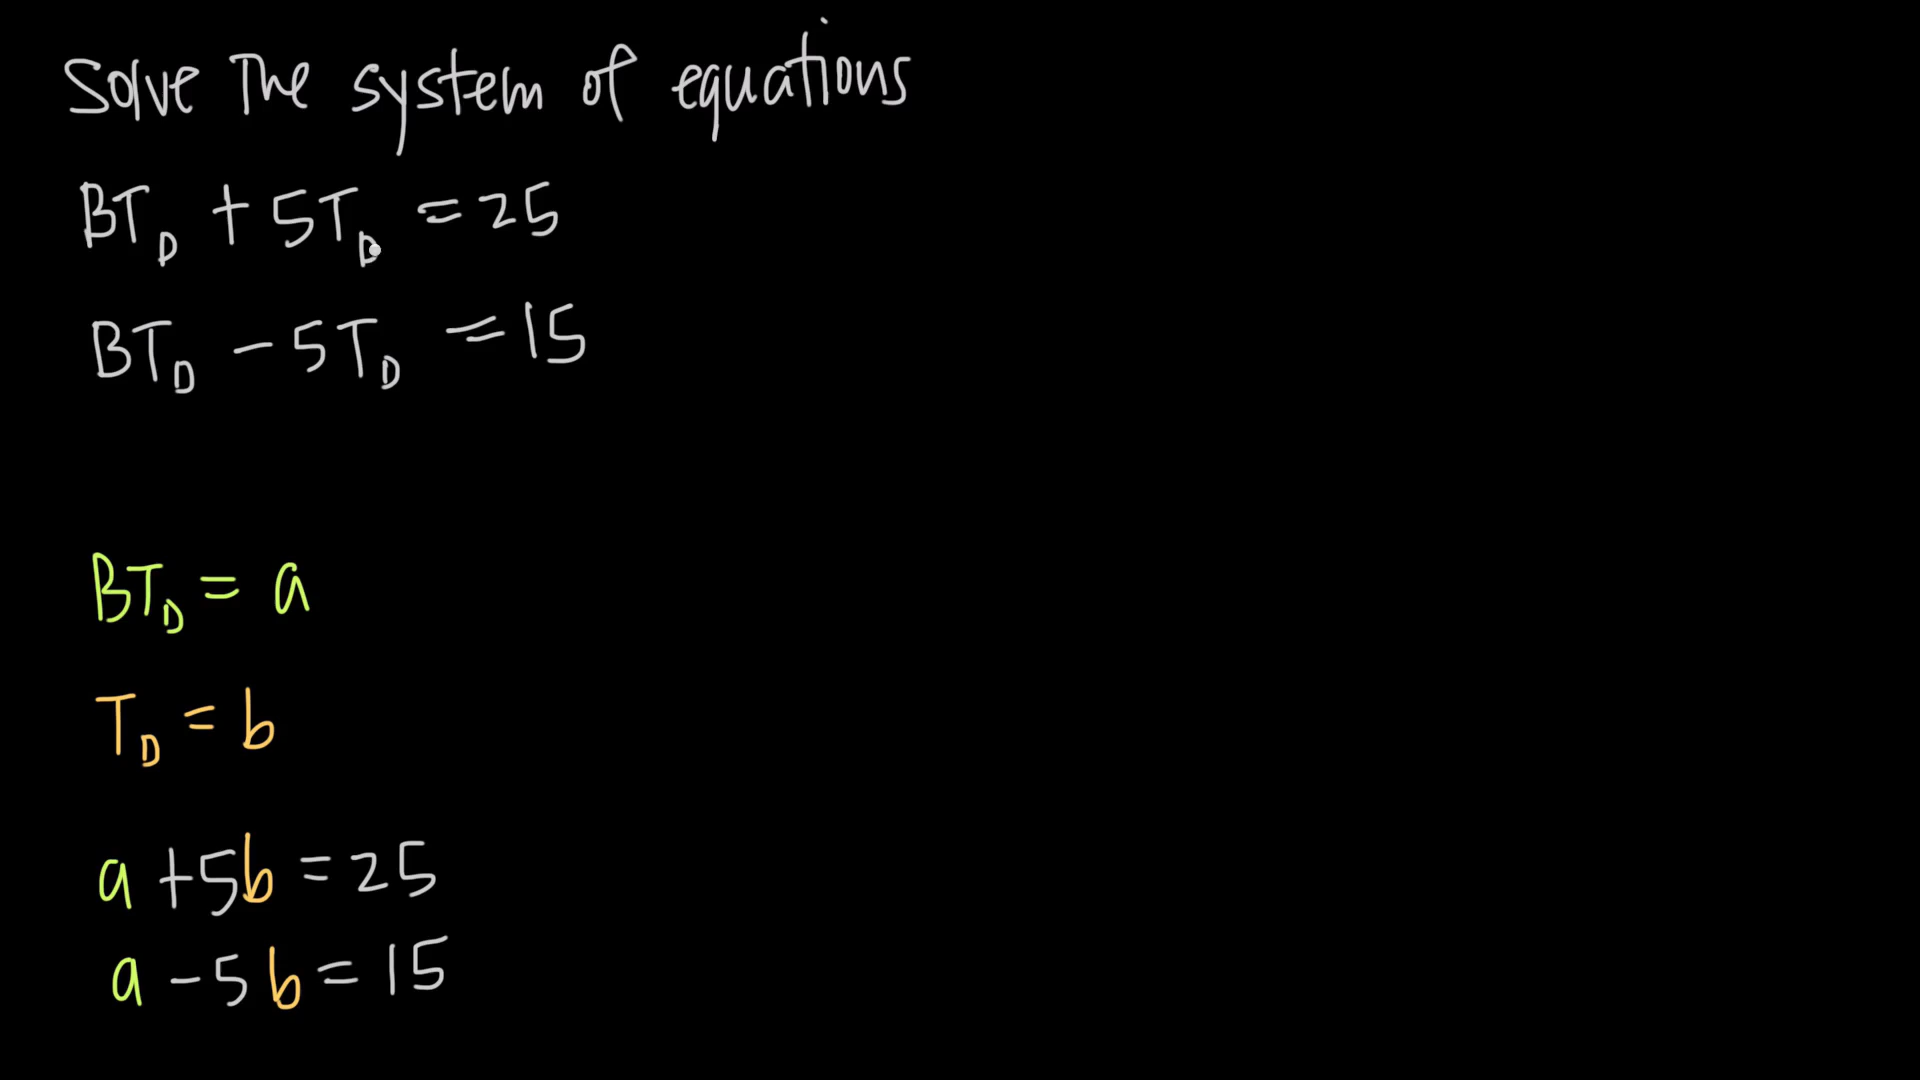 Solve The system of equations
BT_D + 5T_D = 25
BT_D - 5T_D = 15
BT_D = a
T_D = b
a + 5b = 25
a - 5b = 15